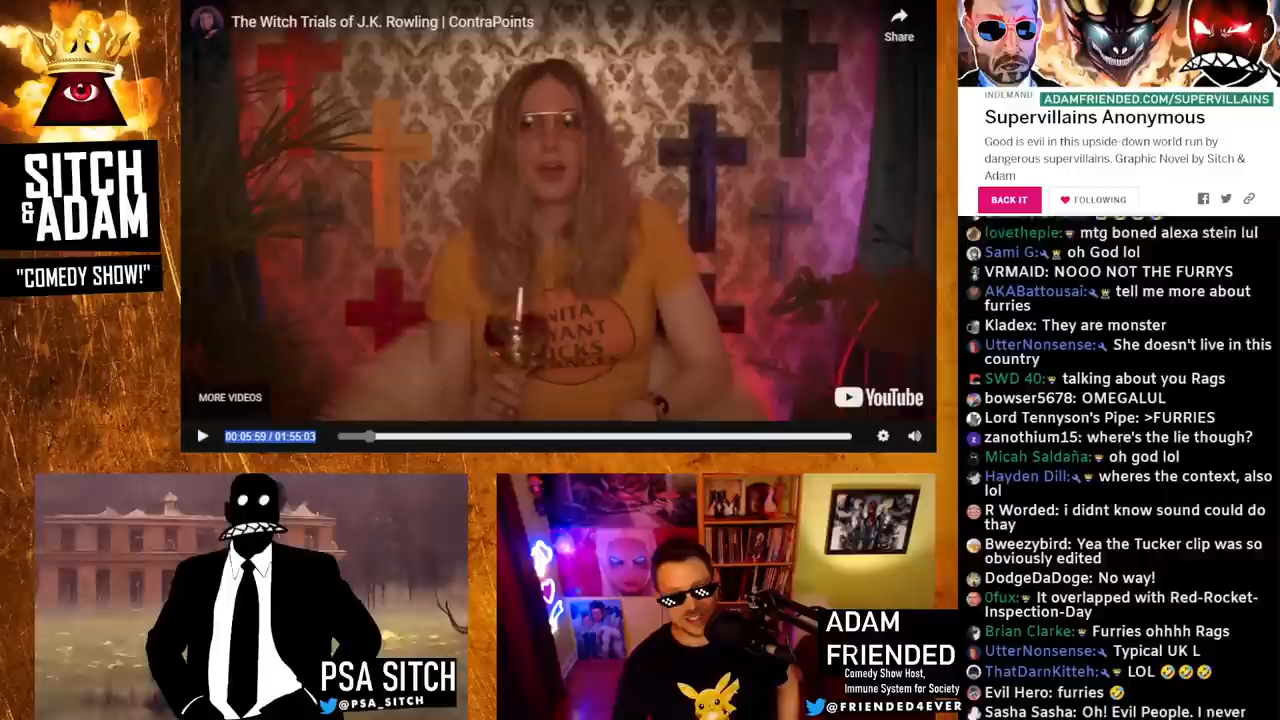 The Witch Trials of J.K. Rowling | ContraPoints
Share
MORE VIDEOS
YouTube
00:05:59 / 01:55:03
SITCH
& ADAM
"COMEDY SHOW!"
PSA SITCH
@PSA_SITCH
ADAM
FRIENDED
Comedy Show Host,
Immune System for Society
@FRIENDED4EVER
INDEMAND
ADAMFRIENDED.COM/SUPERVILLAINS
Supervillains Anonymous
Good is evil in this upside-down world run by
dangerous supervillains. Graphic Novel by Sitch &
Adam
BACK IT
FOLLOWING
lovethepie: mtg boned alexa stein lul
Sami G: oh God lol
VRMAID: NOOO NOT THE FURRYS
AKABattousai: tell me more about
furries
Kladex: They are monster
UtterNonsense: She doesn't live in this
country
SWD 40: talking about you Rags
bowser5678: OMEGALUL
Lord Tennyson's Pipe: >FURRIES
zanothium15: where's the lie though?
Micah Saldaña: oh god lol
Hayden Dill: wheres the context, also
lol
R Worded: i didnt know sound could do
thay
Bweezybird: Yea the Tucker clip was so
obviously edited
DodgeDaDoge: No way!
0fux: It overlapped with Red-Rocket-
Inspection-Day
Brian Clarke: Furries ohhhh Rags
UtterNonsense: Typical UK L
ThatDarnKitteh: LOL 🤣🤣🤣
Evil Hero: furries 🤣
Sasha Sasha: Oh! Evil People. I never